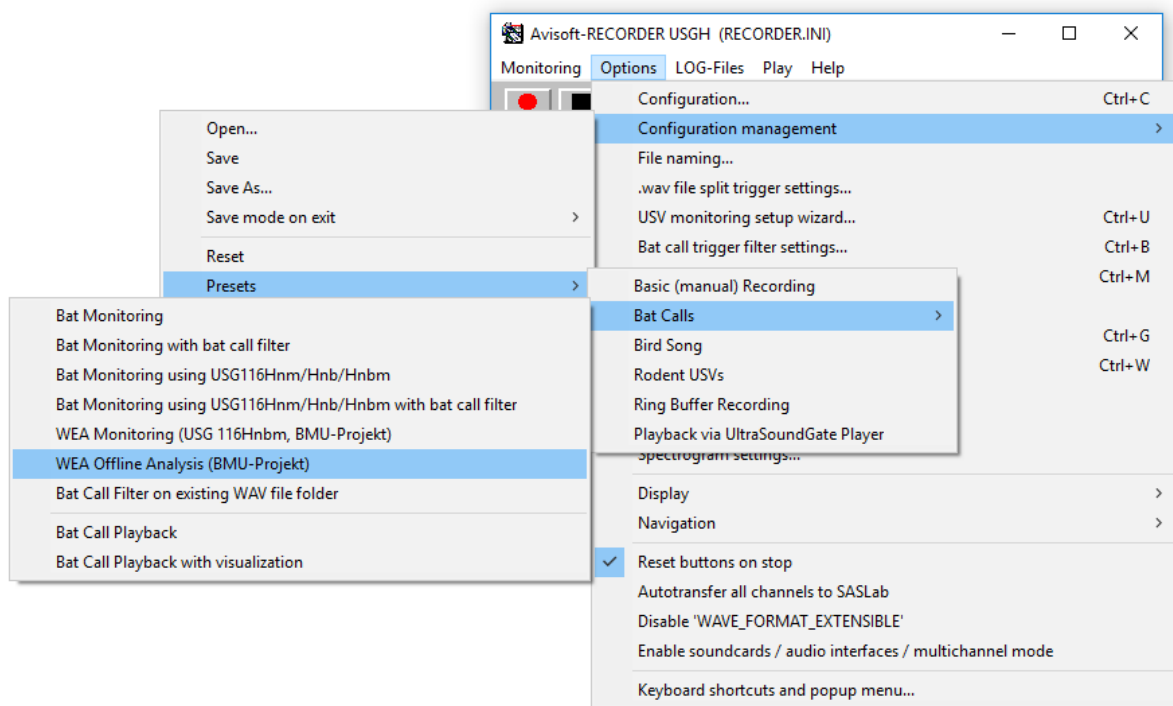 Avisoft-RECORDER USGH (RECORDER.INI)
Monitoring Options LOG-Files Play Help
Configuration... Ctrl+C
Configuration management
File naming...
.wav file split trigger settings...
USV monitoring setup wizard... Ctrl+U
Bat call trigger filter settings... Ctrl+B
Ctrl+M
Ctrl+G
Ctrl+W
Spectrogram settings...
Display
Navigation
Reset buttons on stop
Autotransfer all channels to SASLab
Disable 'WAVE_FORMAT_EXTENSIBLE'
Enable soundcards / audio interfaces / multichannel mode
Keyboard shortcuts and popup menu...
Open...
Save
Save As...
Save mode on exit
Reset
Presets
Basic (manual) Recording
Bat Calls
Bird Song
Rodent USVs
Ring Buffer Recording
Playback via UltraSoundGate Player
Bat Monitoring
Bat Monitoring with bat call filter
Bat Monitoring using USG116Hnm/Hnb/Hnbm
Bat Monitoring using USG116Hnm/Hnb/Hnbm with bat call filter
WEA Monitoring (USG 116Hnbm, BMU-Projekt)
WEA Offline Analysis (BMU-Projekt)
Bat Call Filter on existing WAV file folder
Bat Call Playback
Bat Call Playback with visualization